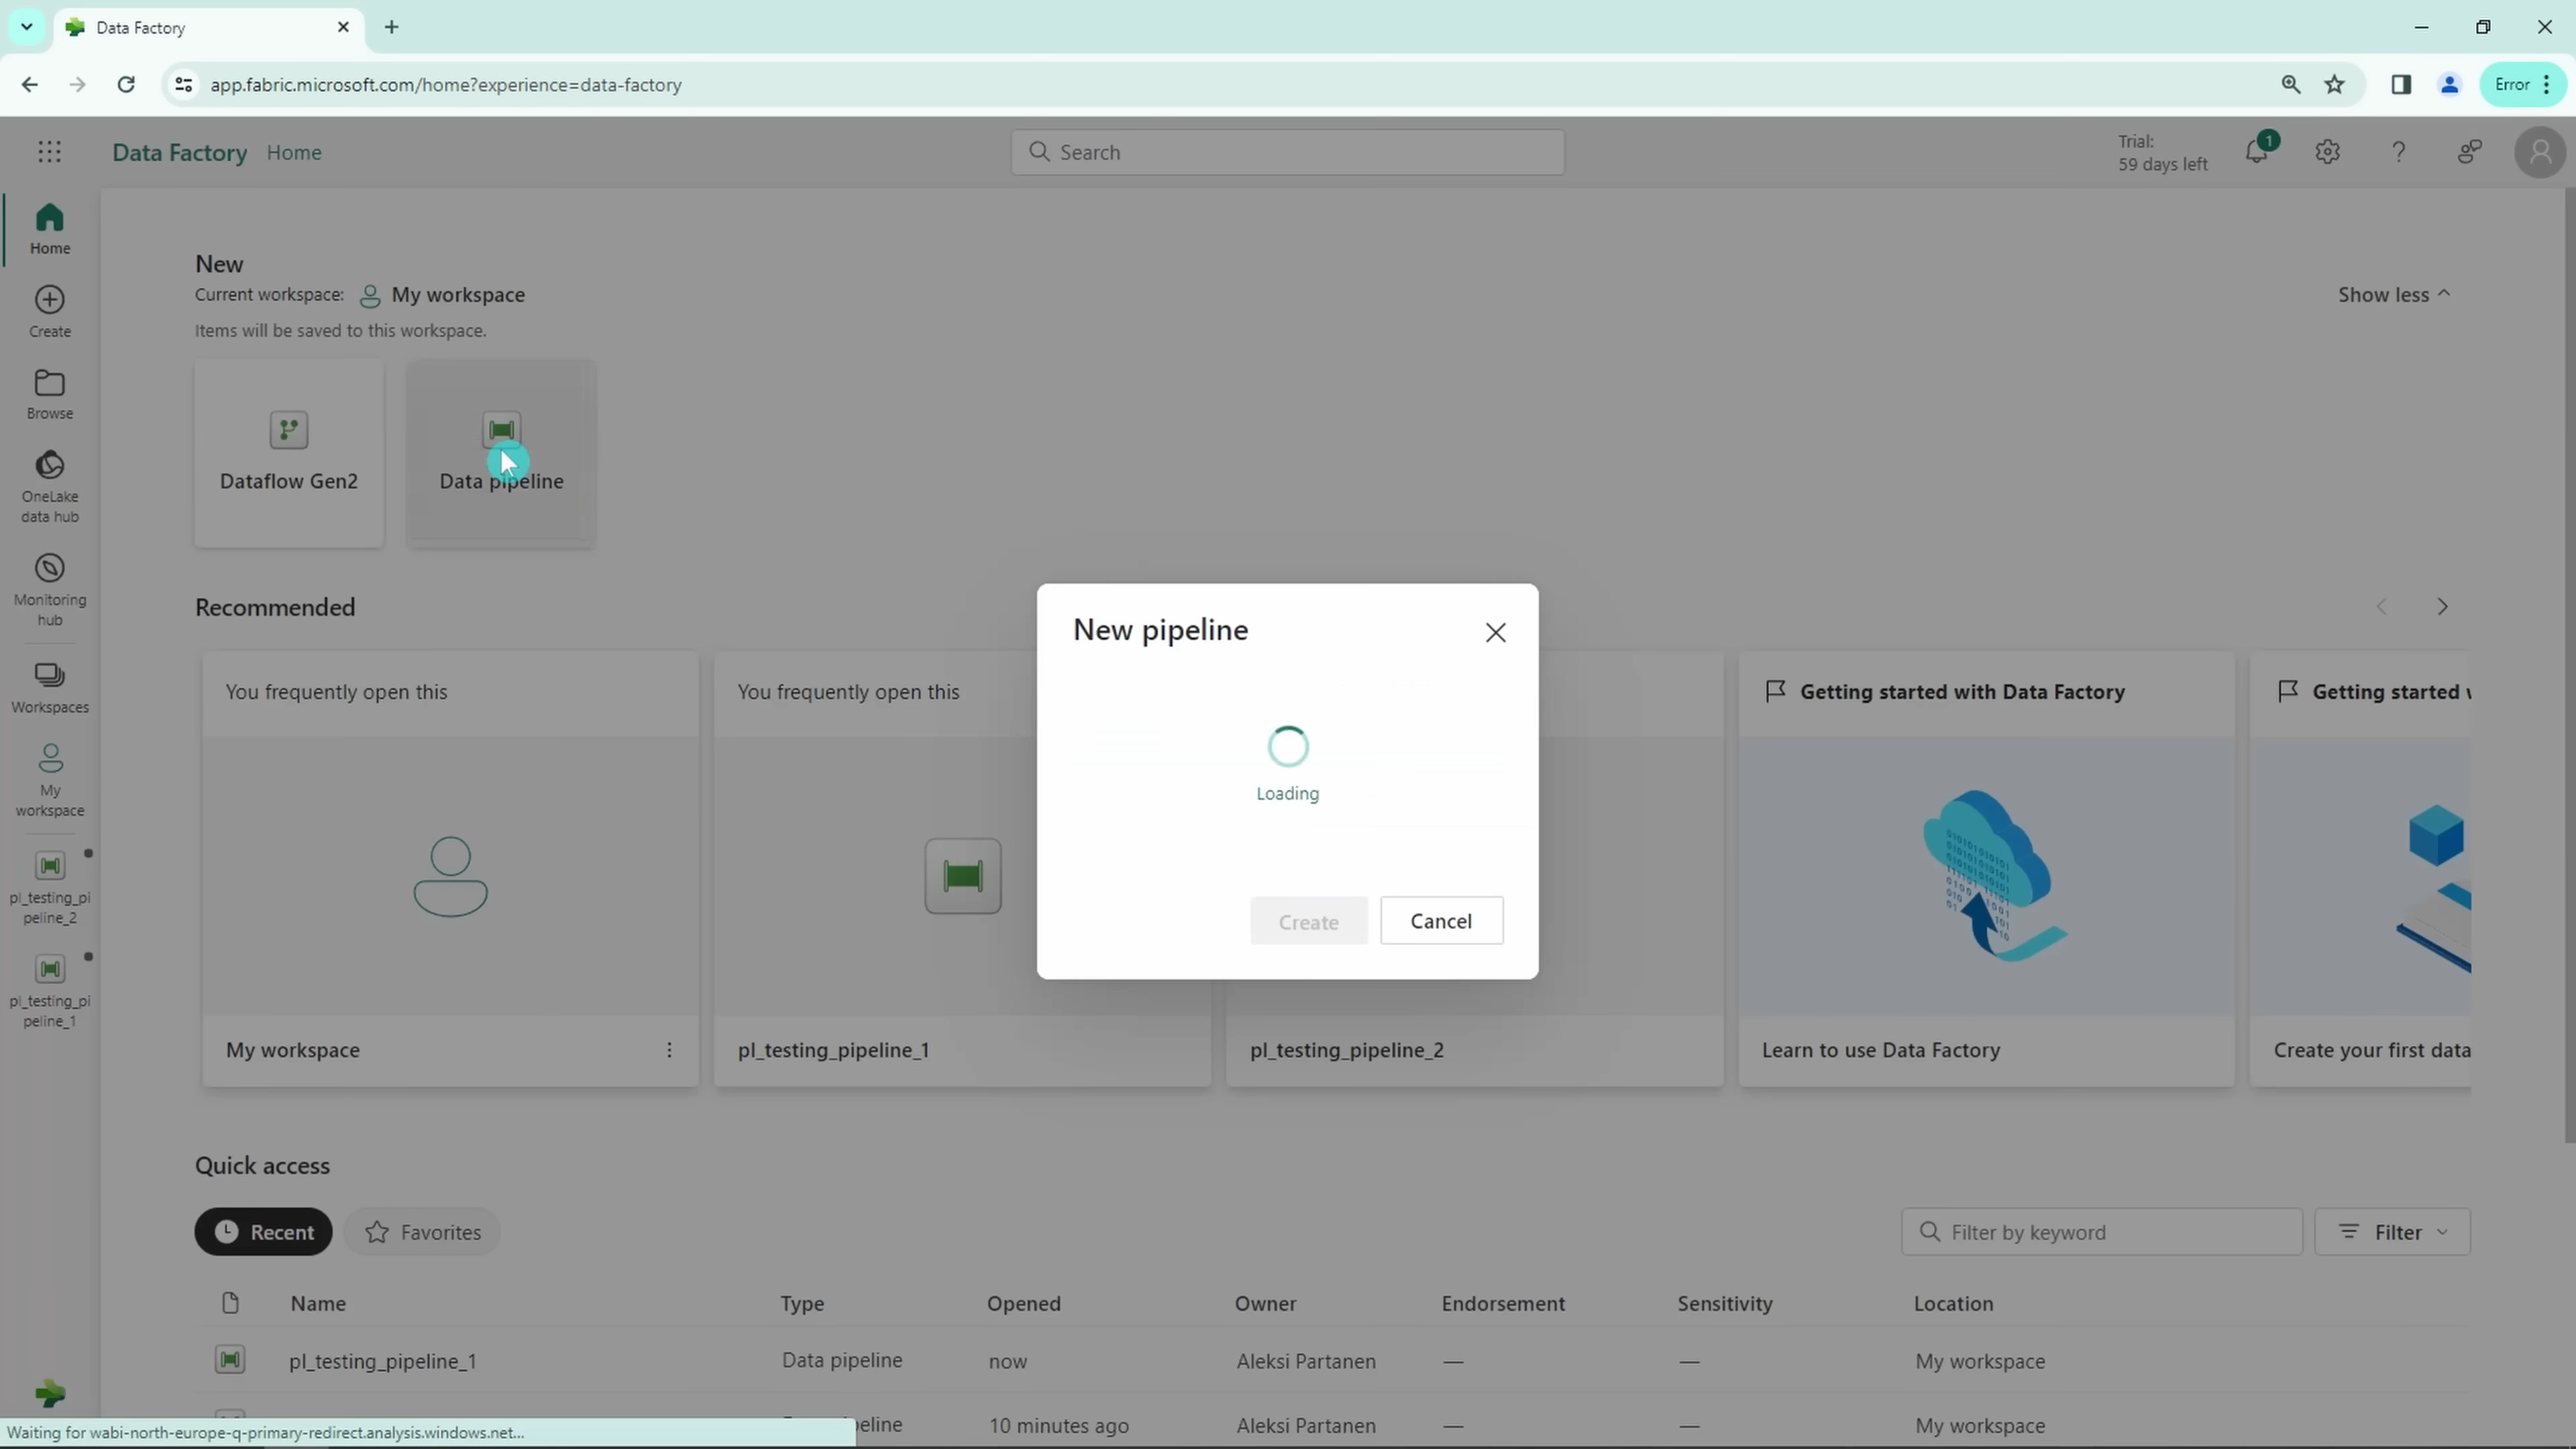 Data Factory
app.fabric.microsoft.com/home?experience=data-factory
Error
Data Factory Home
Search
Trial:
59 days left
1
Home
Create
Browse
OneLake
data hub
Monitoring
hub
Workspaces
My
workspace
pl_testing_pi
peline_2
pl_testing_pi
peline_1
New
Current workspace: My workspace
Show less
Items will be saved to this workspace.
Dataflow Gen2
Data pipeline
Recommended
New pipeline
Loading
Create
Cancel
You frequently open this
You frequently open this
Getting started with Data Factory
Getting started
My workspace
pl_testing_pipeline_1
pl_testing_pipeline_2
Learn to use Data Factory
Create your first data
Quick access
Recent
Favorites
Filter by keyword
Filter
Name Type Opened Owner Endorsement Sensitivity Location
pl_testing_pipeline_1 Data pipeline now Aleksi Partanen — — My workspace
10 minutes ago Aleksi Partanen — — My workspace
Waiting for wabi-north-europe-q-primary-redirect.analysis.windows.net...